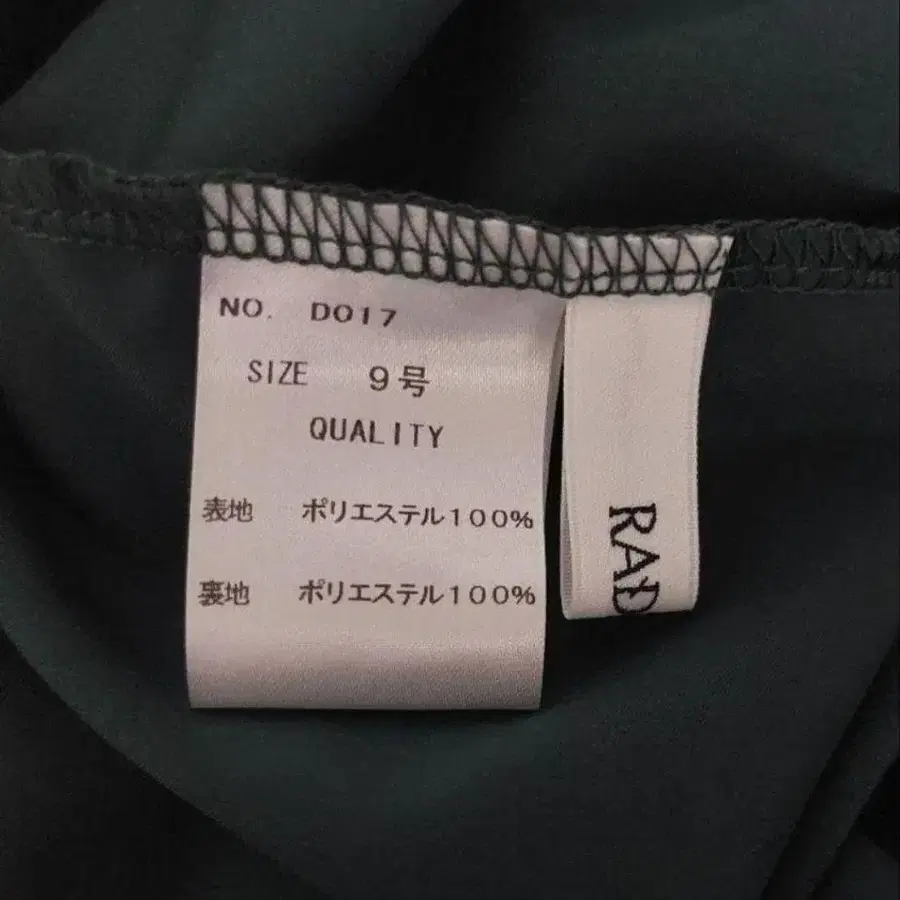 NO. D017
SIZE 9号
QUALITY
表地 ポリエステル100%
裏地 ポリエステル100%
RAD